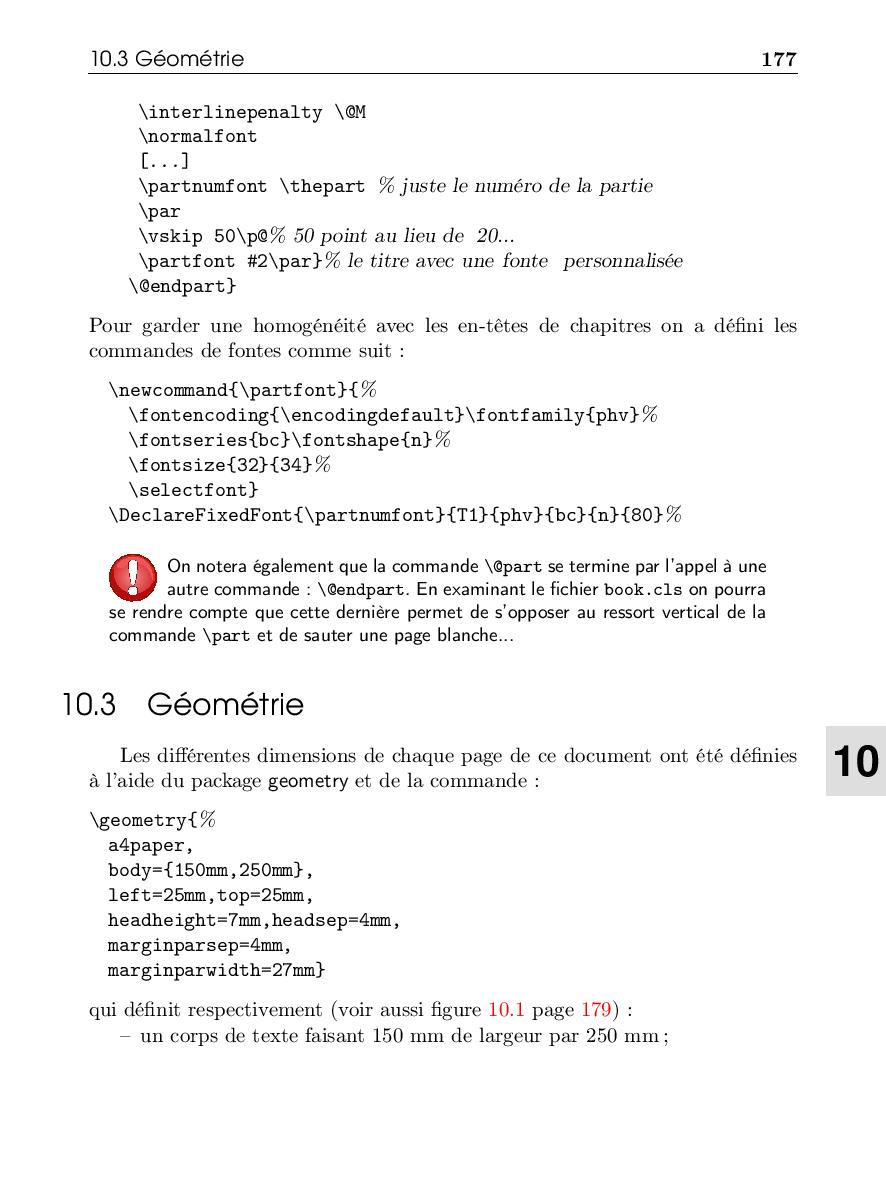 10.3 Géométrie 177
\interlinepenalty \@M
\normalfont
[...]
\partnumfont \thepart % juste le numéro de la partie
\par
\vskip 50\p@% 50 point au lieu de 20...
\partfont #2\par}% le titre avec une fonte personnalisée
\@endpart}
Pour garder une homogénéité avec les en-têtes de chapitres on a défini les
commandes de fontes comme suit :
\newcommand{\partfont}{%
\fontencoding{\encodingdefault}\fontfamily{phv}%
\fontseries{bc}\fontshape{n}%
\fontsize{32}{34}%
\selectfont}
\DeclareFixedFont{\partnumfont}{T1}{phv}{bc}{n}{80}%
On notera également que la commande \@part se termine par l'appel à une
autre commande : \@endpart. En examinant le fichier book.cls on pourra
se rendre compte que cette dernière permet de s'opposer au ressort vertical de la
commande \part et de sauter une page blanche...
10.3 Géométrie
Les différentes dimensions de chaque page de ce document ont été définies
à l'aide du package geometry et de la commande :
10
\geometry{%
a4paper,
body={150mm,250mm},
left=25mm,top=25mm,
headheight=7mm,headsep=4mm,
marginparsep=4mm,
marginparwidth=27mm}
qui définit respectivement (voir aussi figure 10.1 page 179) :
– un corps de texte faisant 150 mm de largeur par 250 mm ;